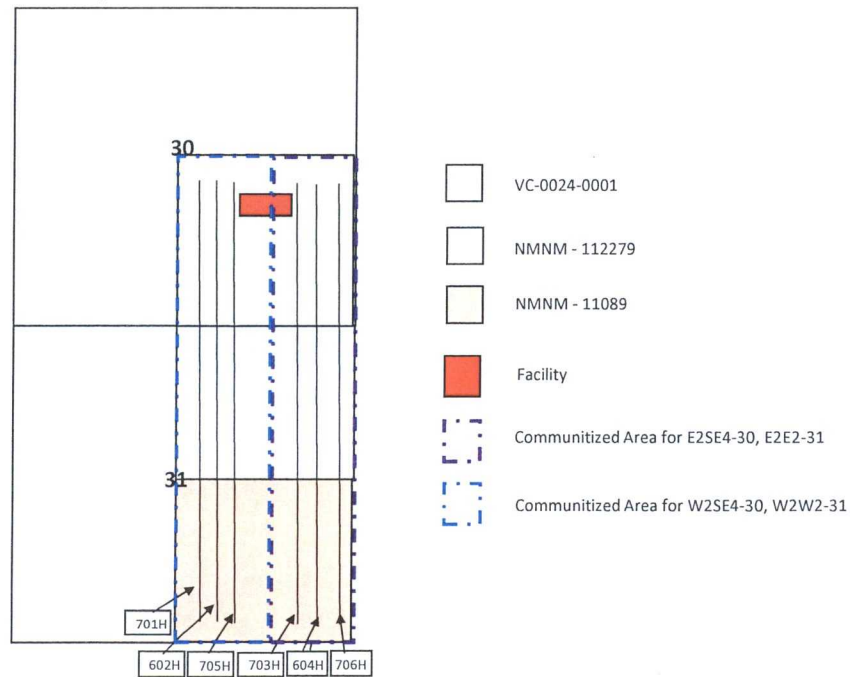 30
31
701H
602H
705H
703H
604H
706H
VC-0024-0001
NMNM - 112279
NMNM - 11089
Facility
Communitized Area for E2SE4-30, E2E2-31
Communitized Area for W2SE4-30, W2W2-31